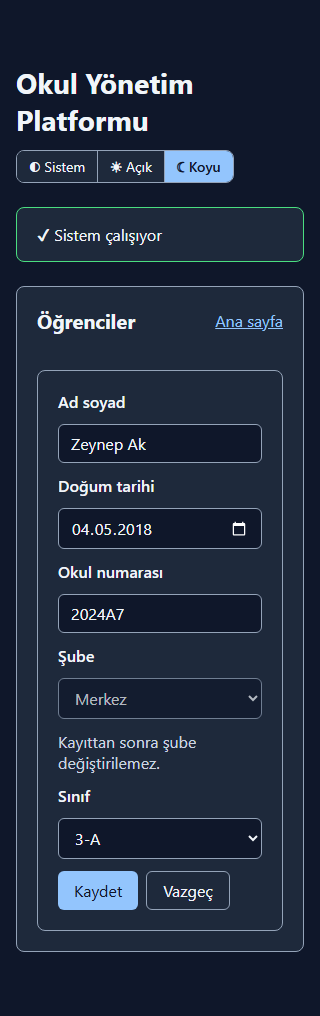 Okul Yönetim
Platformu
◐ Sistem ☀ Açık ☾ Koyu
✓ Sistem çalışıyor
Öğrenciler Ana sayfa
Ad soyad
Zeynep Ak
Doğum tarihi
04.05.2018
Okul numarası
2024A7
Şube
Merkez
Kayıttan sonra şube
değiştirilemez.
Sınıf
3-A
Kaydet Vazgeç